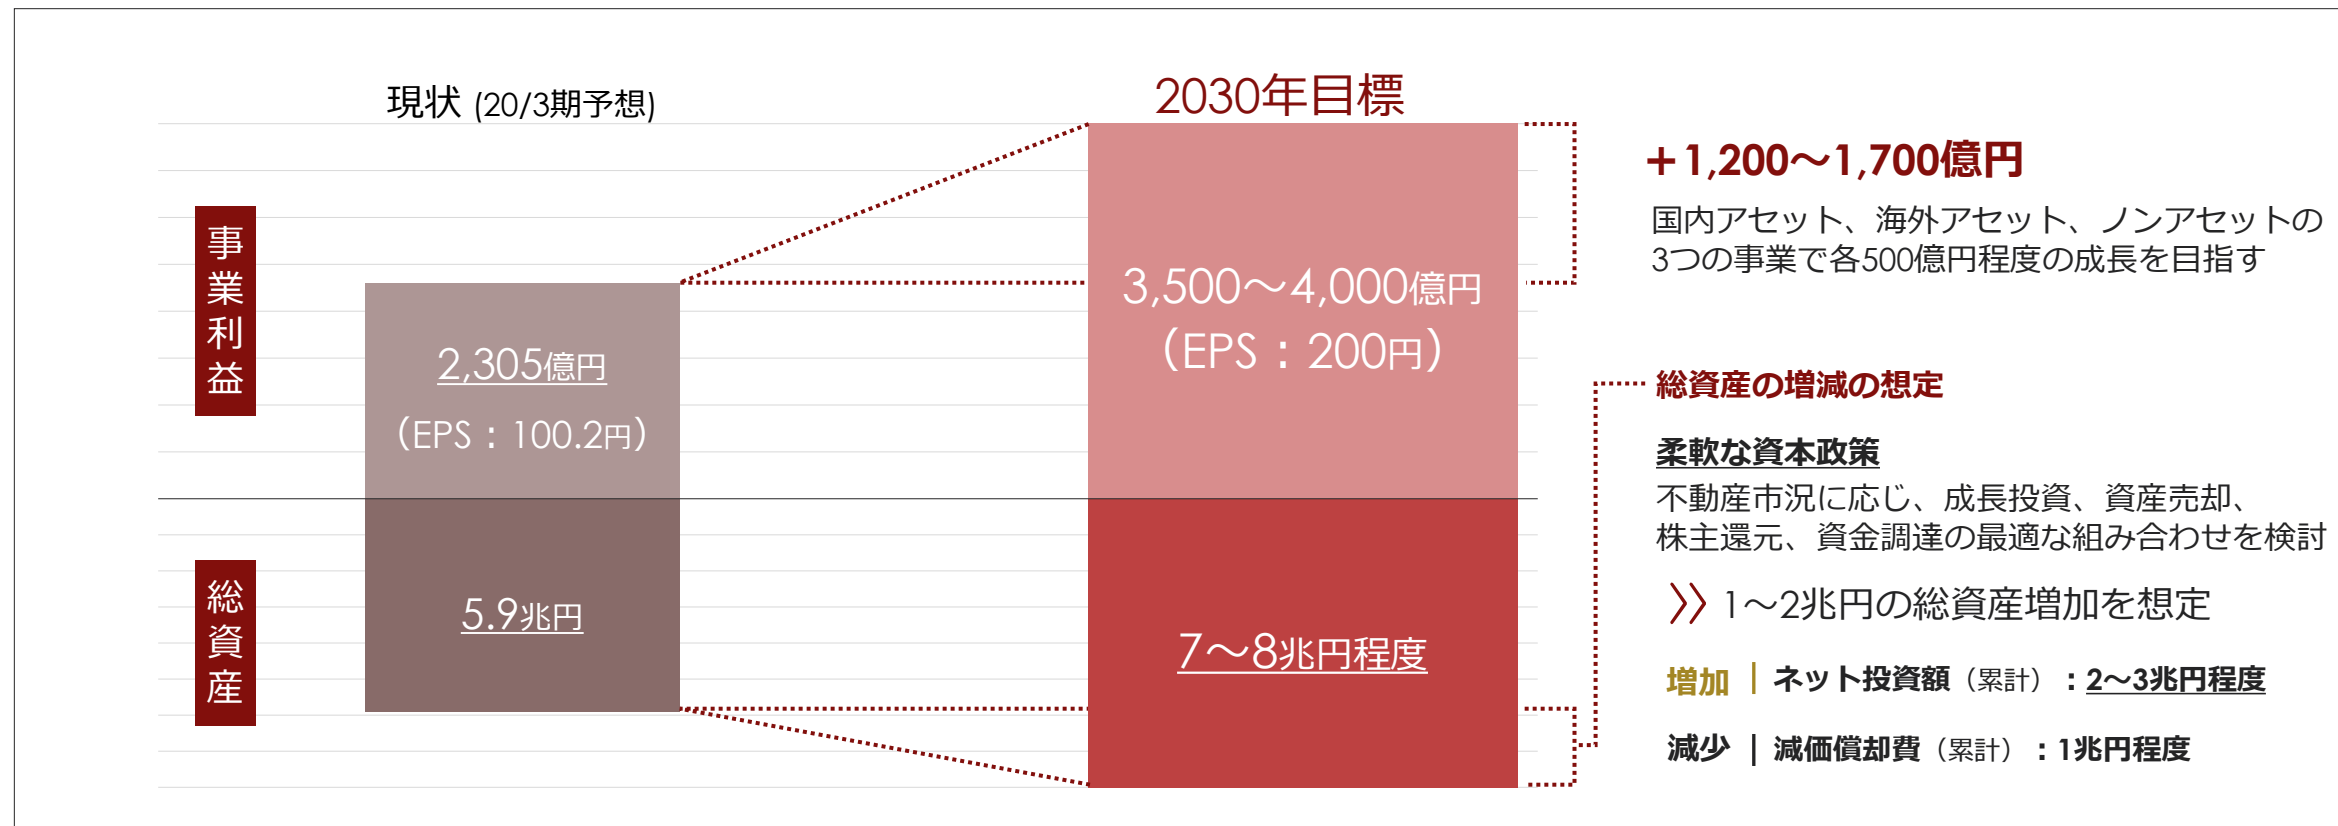 現状 (20/3期予想)
2030年目標
事業利益
2,305億円
（EPS：100.2円）
3,500～4,000億円
（EPS：200円）
＋1,200～1,700億円
国内アセット、海外アセット、ノンアセットの
3つの事業で各500億円程度の成長を目指す
総資産
5.9兆円
7～8兆円程度
総資産の増減の想定
柔軟な資本政策
不動産市況に応じ、成長投資、資産売却、
株主還元、資金調達の最適な組み合わせを検討
1～2兆円の総資産増加を想定
増加 | ネット投資額（累計）：2～3兆円程度
減少 | 減価償却費（累計）：1兆円程度